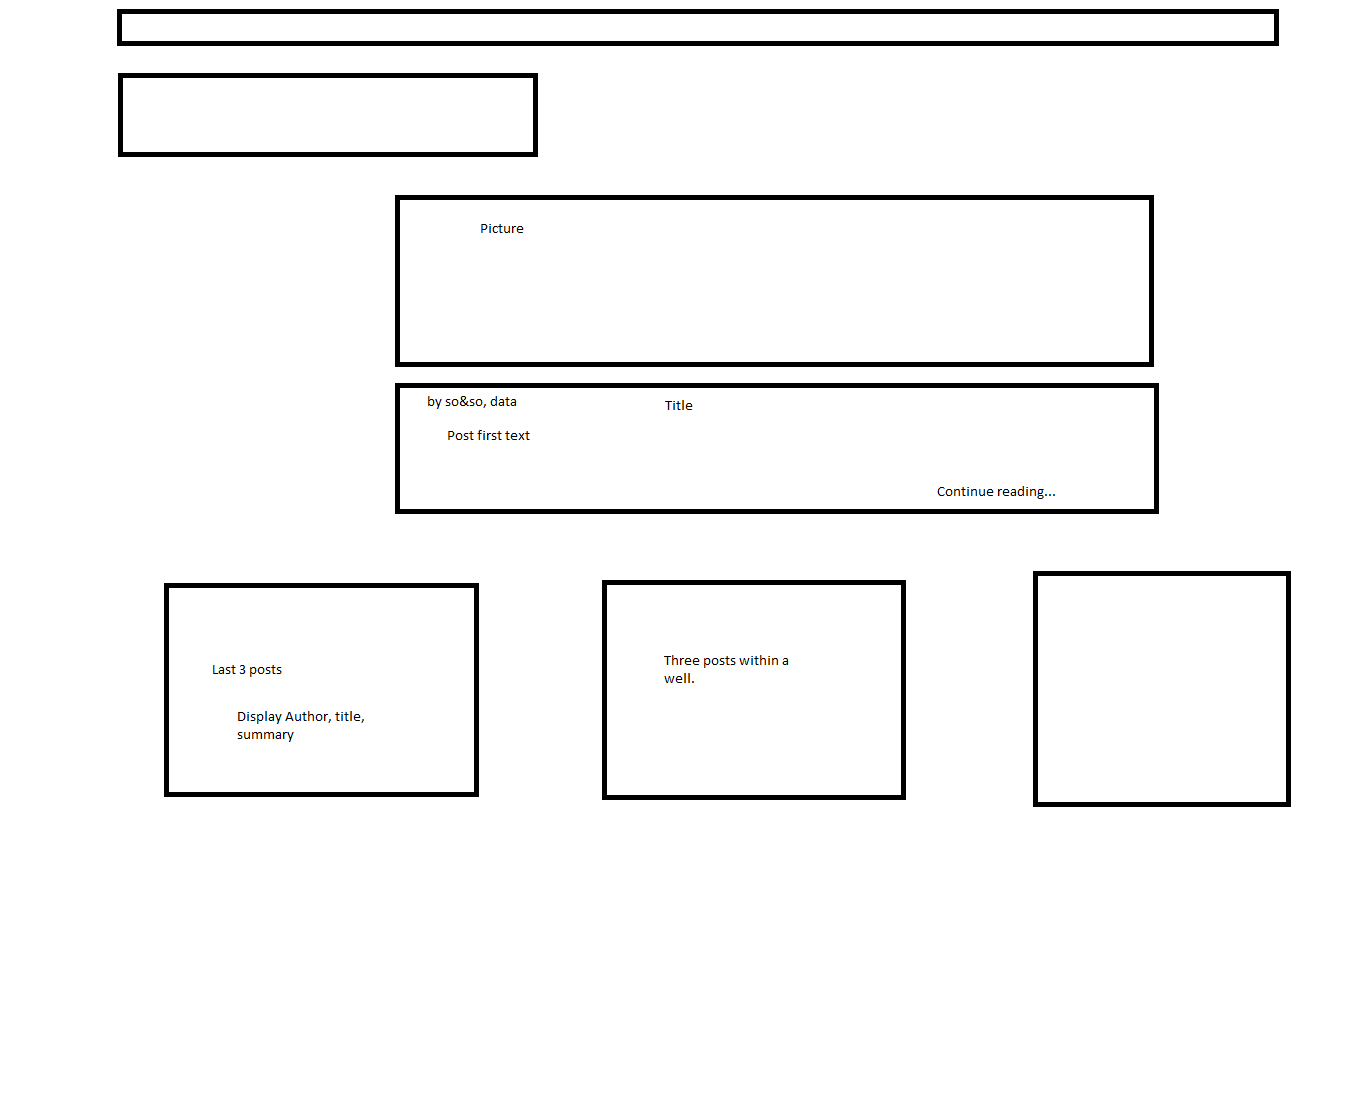 Picture
by so&so, data
Title
Post first text
Continue reading...
Last 3 posts
Display Author, title,
summary
Three posts within a
well.